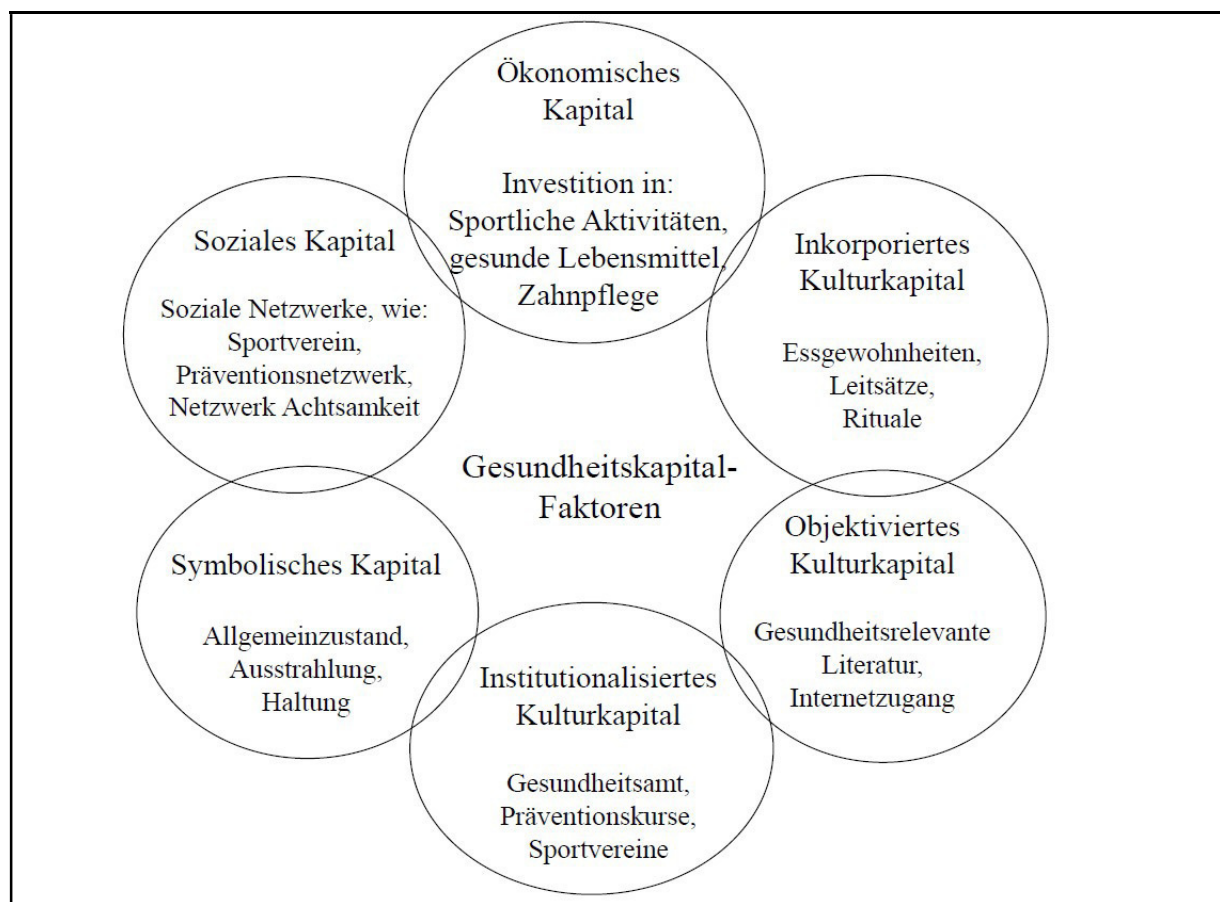 Ökonomisches
Kapital
Investition in:
Sportliche Aktivitäten,
gesunde Lebensmittel,
Zahnpflege
Soziales Kapital
Soziale Netzwerke, wie:
Sportverein,
Präventionsnetzwerk,
Netzwerk Achtsamkeit
Inkorporiertes
Kulturkapital
Essgewohnheiten,
Leitsätze,
Rituale
Gesundheitskapital-
Faktoren
Symbolisches Kapital
Allgemeinzustand,
Ausstrahlung,
Haltung
Institutionalisiertes
Kulturkapital
Gesundheitsamt,
Präventionskurse,
Sportvereine
Objektiviertes
Kulturkapital
Gesundheitsrelevante
Literatur,
Internetzugang